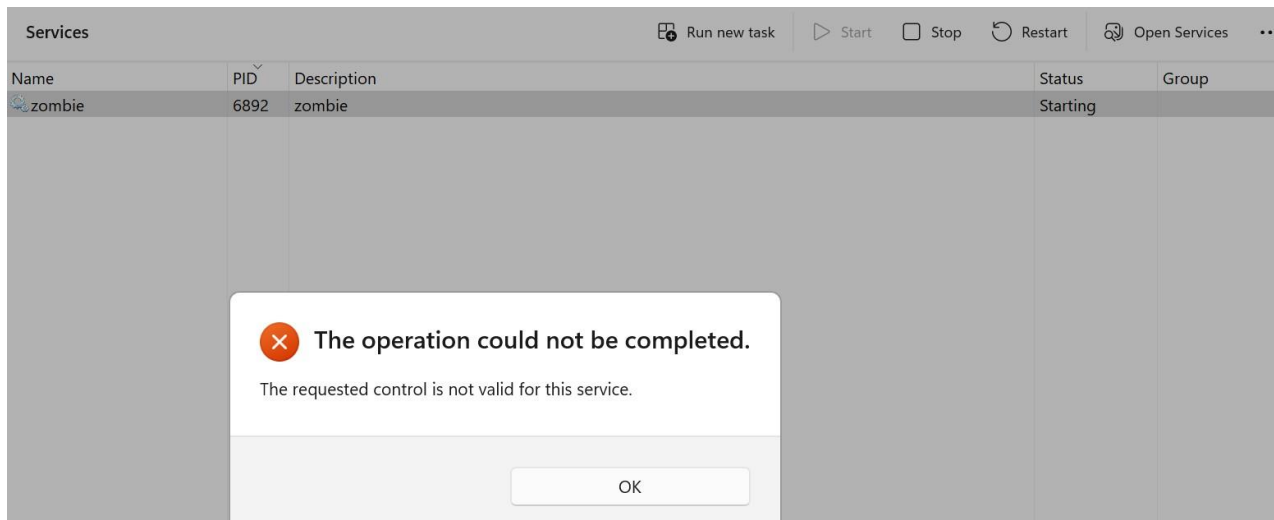 Services Run new task Start Stop Restart Open Services
Name PID Description Status Group
zombie 6892 zombie Starting
The operation could not be completed.
The requested control is not valid for this service.
OK